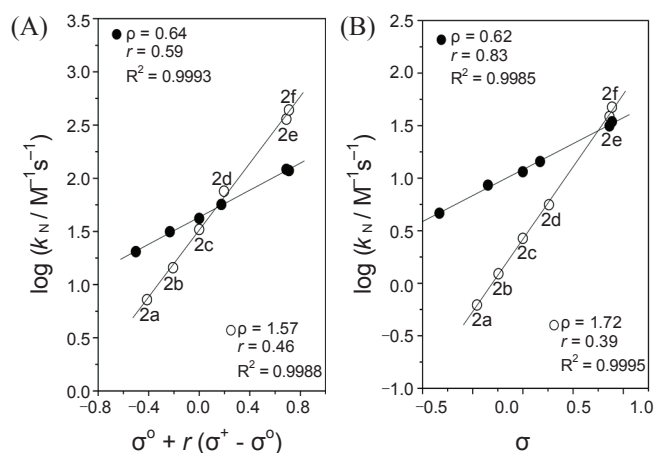 (A)
● ρ = 0.64
r = 0.59
R² = 0.9993
3.5
3.0
2.5
2.0
1.5
1.0
0.5
0.0
log (kN / M⁻¹s⁻¹)
2f
2e
2d
2c
2b
2a
○ ρ = 1.57
r = 0.46
R² = 0.9988
−0.8 −0.4 0.0 0.4 0.8
σ° + r (σ⁺ - σ°)
(B)
● ρ = 0.62
r = 0.83
R² = 0.9985
2.5
2.0
1.5
1.0
0.5
0.0
−0.5
−1.0
log (kN / M⁻¹s⁻¹)
2f
2e
2d
2c
2b
2a
○ ρ = 1.72
r = 0.39
R² = 0.9995
−0.5 0.0 0.5 1.0
σ